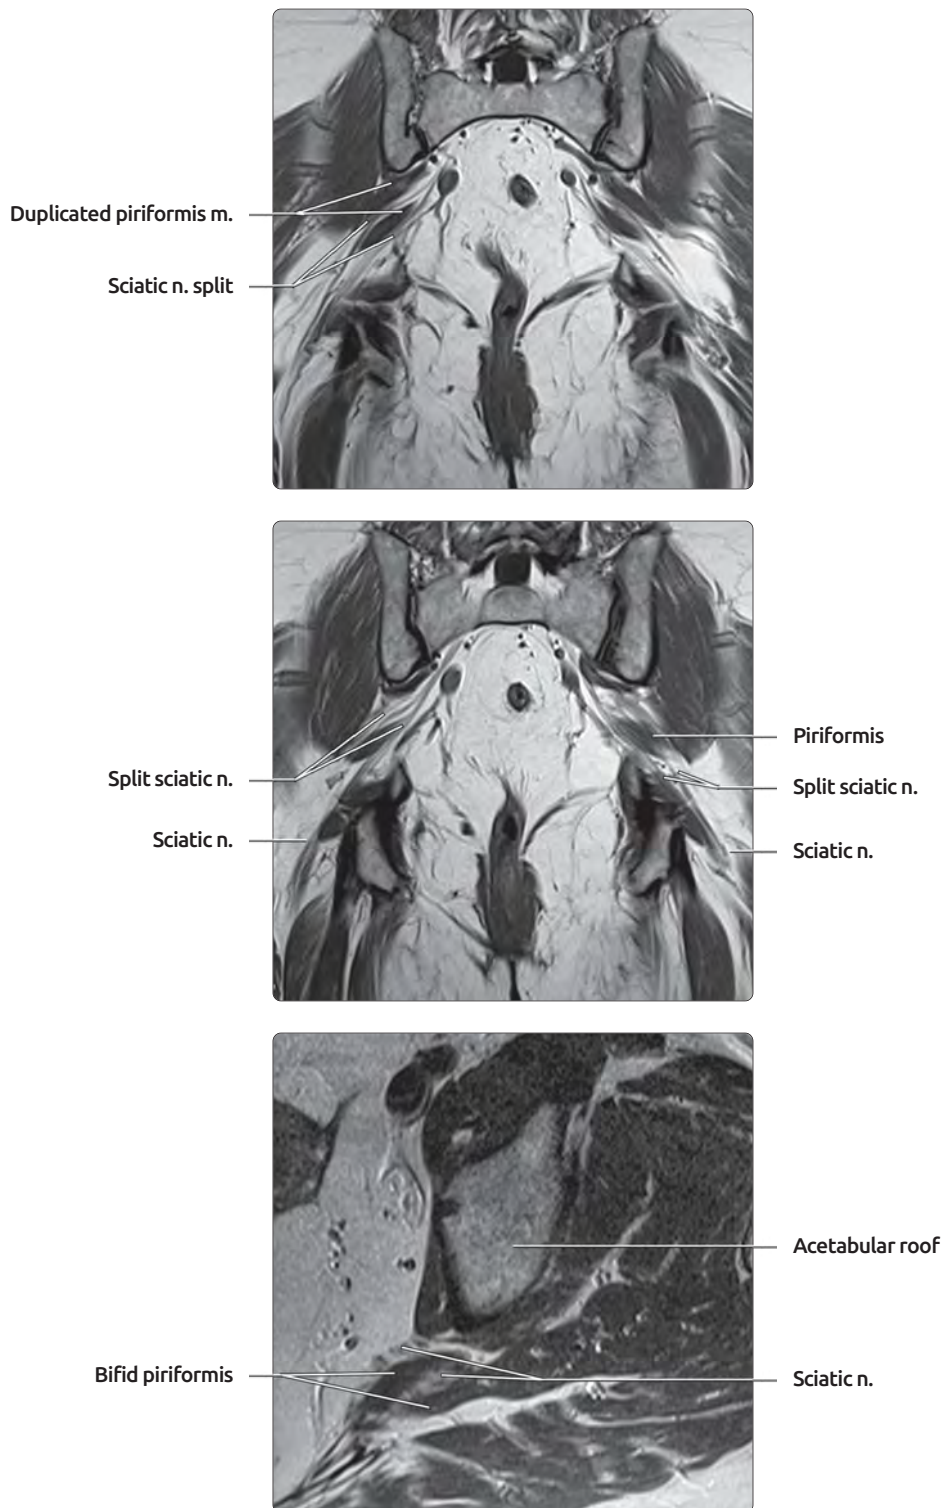 Duplicated piriformis m.
Sciatic n. split
Piriformis
Split sciatic n.
Split sciatic n.
Sciatic n.
Sciatic n.
Acetabular roof
Bifid piriformis
Sciatic n.